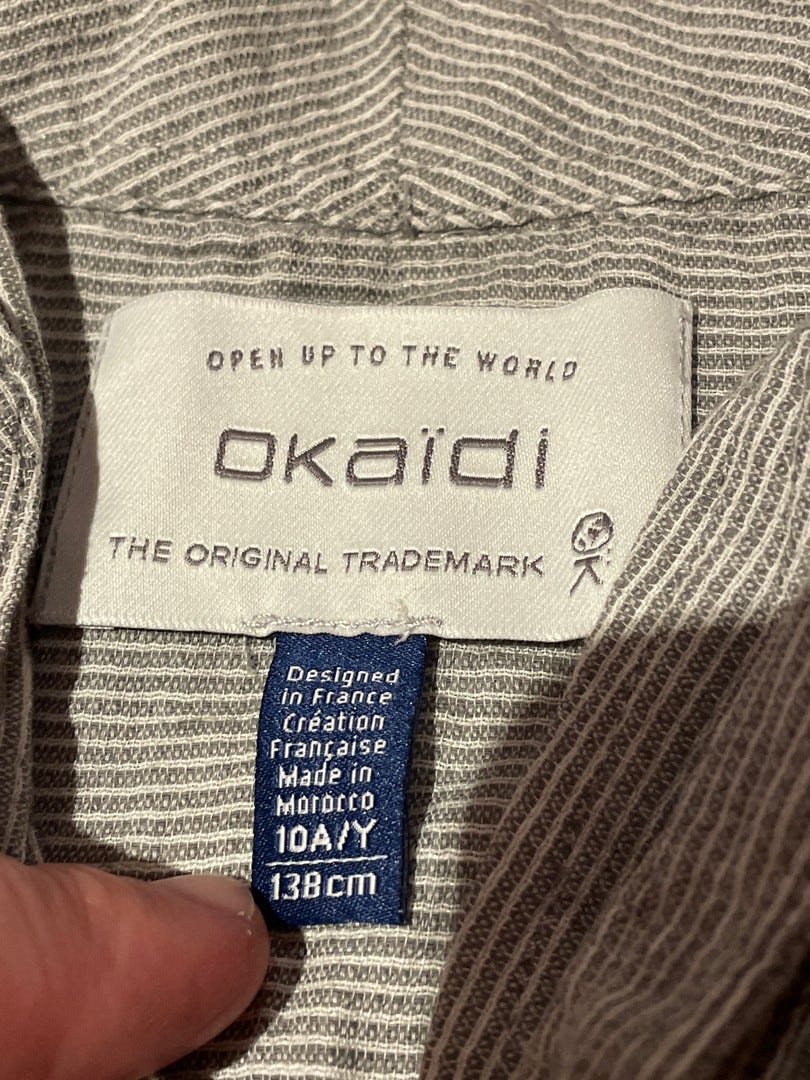 OPEN UP TO THE WORLD
OKAÏDI
THE ORIGINAL TRADEMARK
Designed
in France
Création
Française
Made in
Morocco
10A/Y
138cm